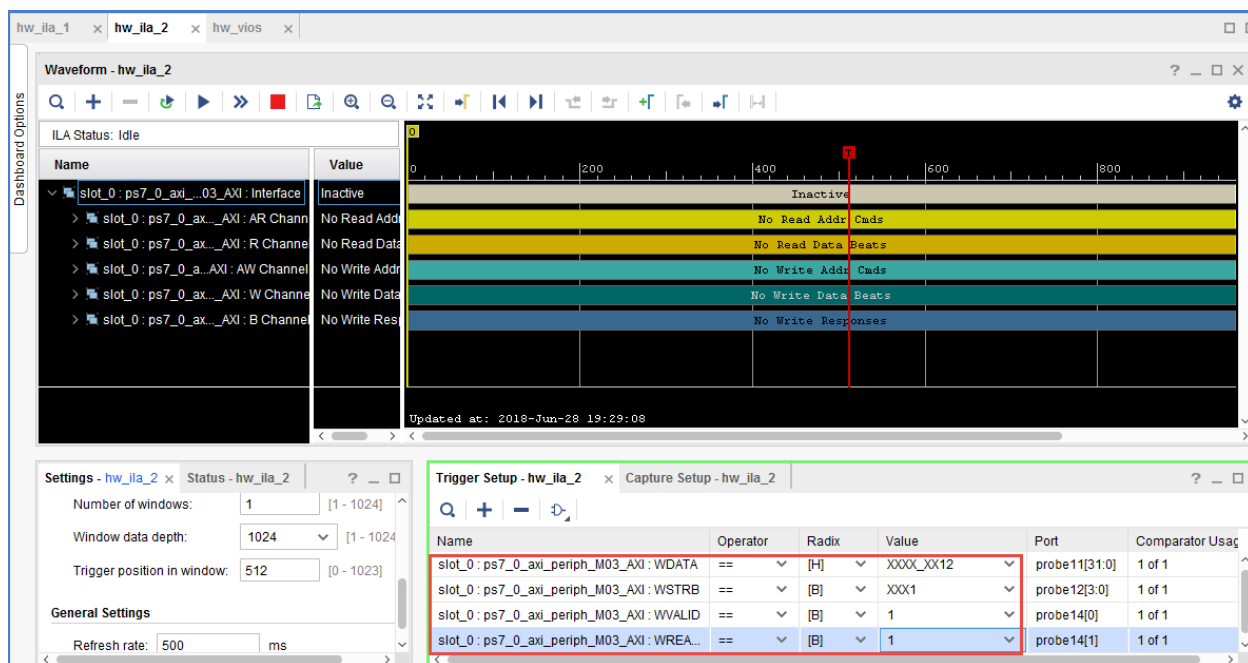 hw_ila_1 hw_ila_2 hw_vios
Dashboard Options
Waveform - hw_ila_2
ILA Status: Idle
Name Value
0
T
0 200 400 600 800
slot_0 : ps7_0_axi_...03_AXI : Interface Inactive Inactive
slot_0 : ps7_0_ax..._AXI : AR Chann No Read Add No Read Addr Cmds
slot_0 : ps7_0_ax..._AXI : R Channe No Read Data No Read Data Beats
slot_0 : ps7_0_a...AXI : AW Channel No Write Addr No Write Addr Cmds
slot_0 : ps7_0_ax..._AXI : W Channe No Write Data No Write Data Beats
slot_0 : ps7_0_ax..._AXI : B Channel No Write Resp No Write Responses
Updated at: 2018-Jun-28 19:29:08
Settings - hw_ila_2 Status - hw_ila_2
Number of windows: 1 [1 - 1024]
Window data depth: 1024 [1 - 1024
Trigger position in window: 512 [0 - 1023]
General Settings
Refresh rate: 500 ms
Trigger Setup - hw_ila_2 Capture Setup - hw_ila_2
Name Operator Radix Value Port Comparator Usag
slot_0 : ps7_0_axi_periph_M03_AXI : WDATA == [H] XXXX_XX12 probe11[31:0] 1 of 1
slot_0 : ps7_0_axi_periph_M03_AXI : WSTRB == [B] XXX1 probe12[3:0] 1 of 1
slot_0 : ps7_0_axi_periph_M03_AXI : WVALID == [B] 1 probe14[0] 1 of 1
slot_0 : ps7_0_axi_periph_M03_AXI : WREA... == [B] 1 probe14[1] 1 of 1